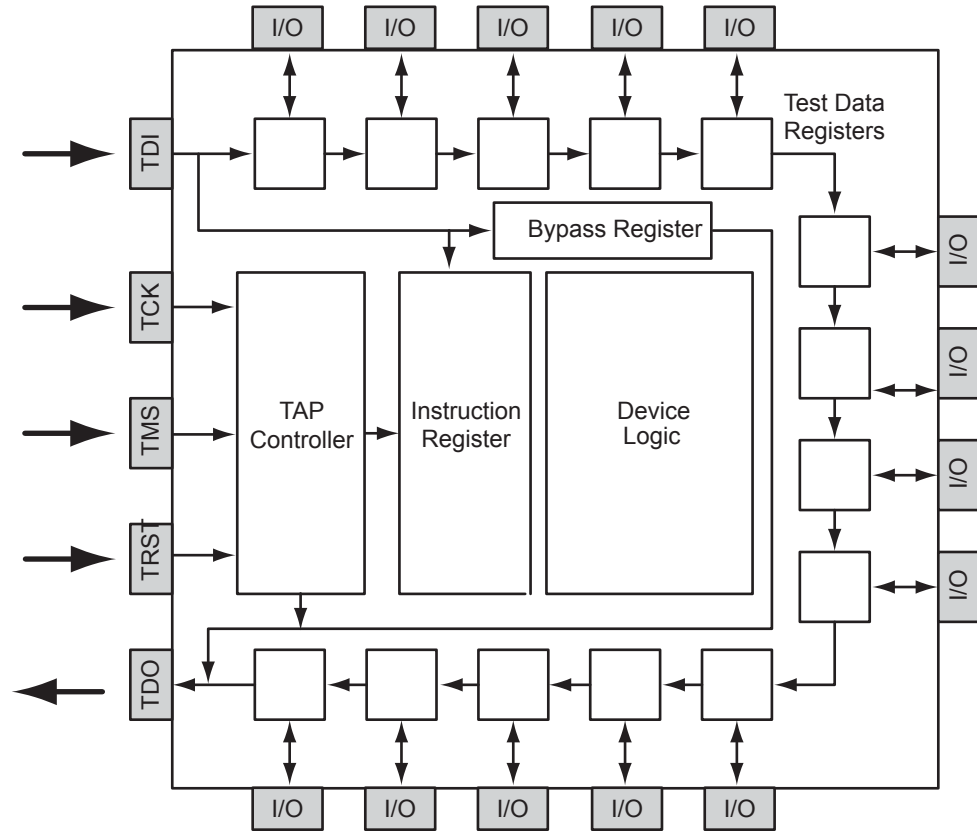 I/O I/O I/O I/O I/O
Test Data
Registers
TDI
Bypass Register
I/O
TCK
I/O
TAP
Controller
Instruction
Register
Device
Logic
TMS
I/O
TRST
I/O
TDO
I/O I/O I/O I/O I/O